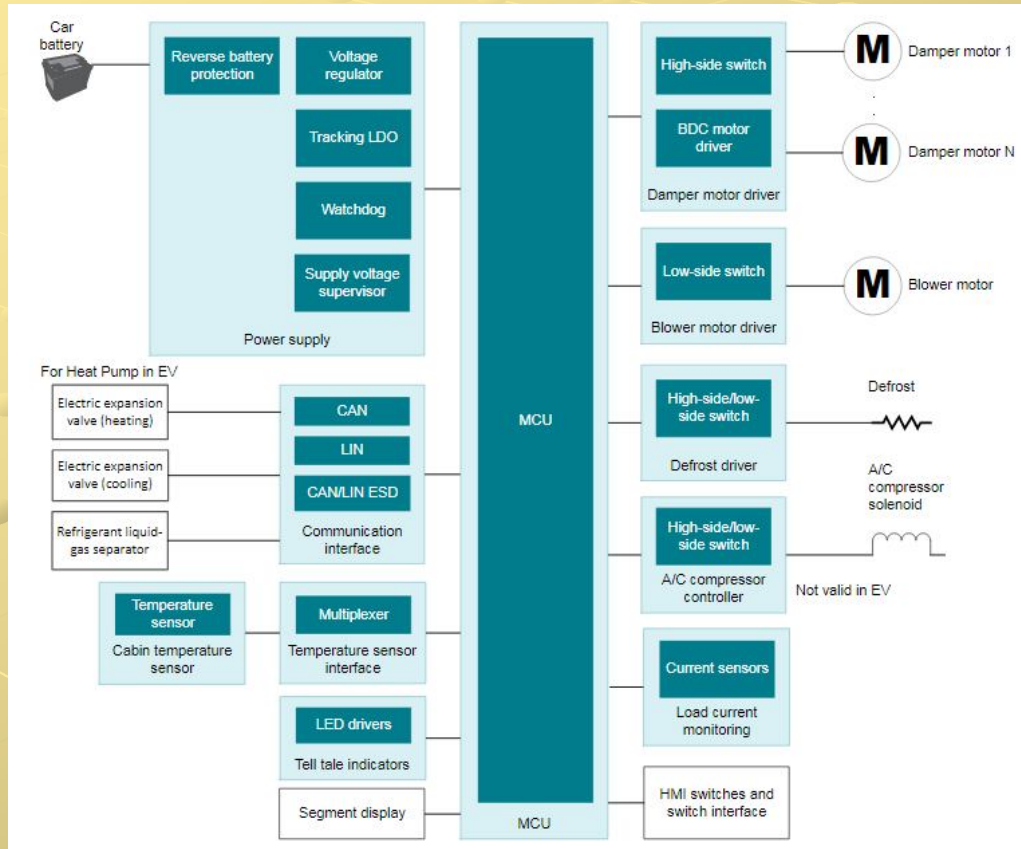 Car
battery
Reverse battery
protection
Voltage
regulator
Tracking LDO
Watchdog
Supply voltage
supervisor
Power supply
For Heat Pump in EV
Electric expansion
valve (heating)
Electric expansion
valve (cooling)
Refrigerant liquid-
gas separator
CAN
LIN
CAN/LIN ESD
Communication
interface
Temperature
sensor
Cabin temperature
sensor
Multiplexer
Temperature sensor
interface
LED drivers
Tell tale indicators
Segment display
MCU
MCU
High-side switch
BDC motor
driver
Damper motor driver
M
Damper motor 1
M
Damper motor N
Low-side switch
Blower motor driver
M
Blower motor
High-side/low-
side switch
Defrost driver
Defrost
High-side/low-
side switch
A/C compressor
controller
A/C
compressor
solenoid
Not valid in EV
Current sensors
Load current
monitoring
HMI switches and
switch interface